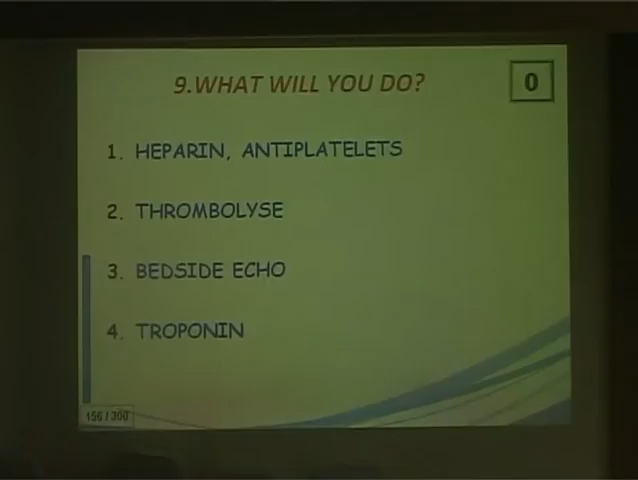 9.WHAT WILL YOU DO?
0
1. HEPARIN, ANTIPLATELETS
2. THROMBOLYSE
3. BEDSIDE ECHO
4. TROPONIN
156 / 300